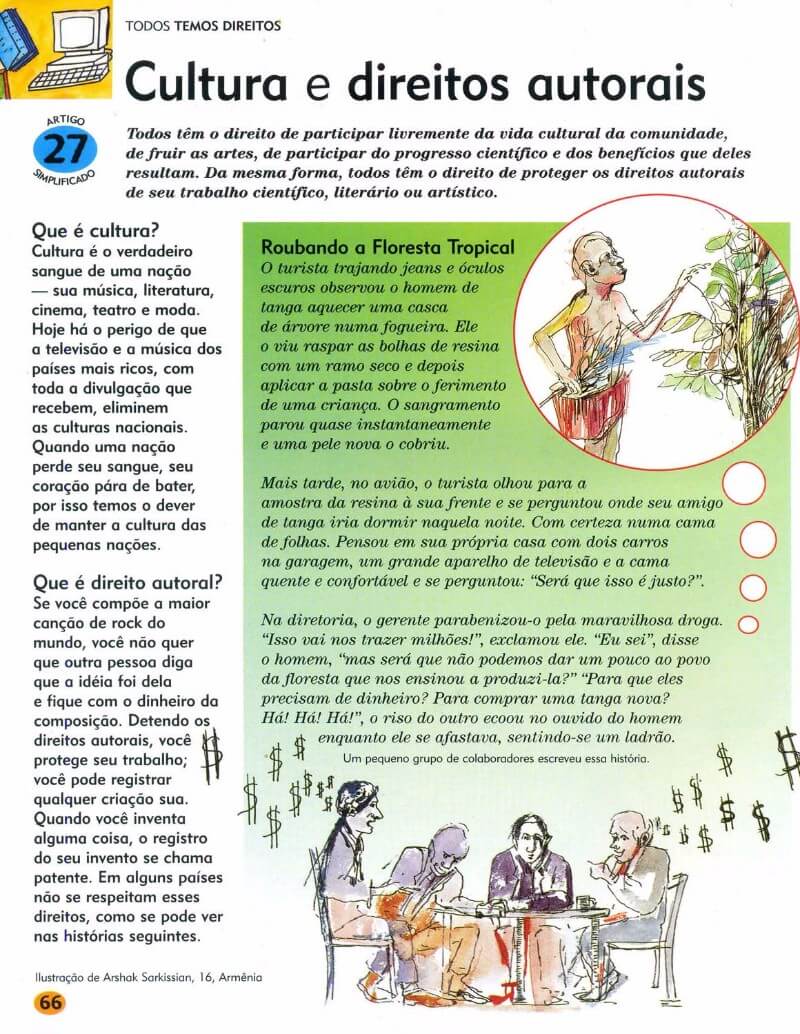 TODOS TEMOS DIREITOS
Cultura e direitos autorais
ARTIGO
27
SIMPLIFICADO
Todos têm o direito de participar livremente da vida cultural da comunidade,
de fruir as artes, de participar do progresso científico e dos benefícios que deles
resultam. Da mesma forma, todos têm o direito de proteger os direitos autorais
de seu trabalho científico, literário ou artístico.
Que é cultura?
Cultura é o verdadeiro
sangue de uma nação
— sua música, literatura,
cinema, teatro e moda.
Hoje há o perigo de que
a televisão e a música dos
países mais ricos, com
toda a divulgação que
recebem, eliminem
as culturas nacionais.
Quando uma nação
perde seu sangue, seu
coração pára de bater,
por isso temos o dever
de manter a cultura das
pequenas nações.
Que é direito autoral?
Se você compõe a maior
canção de rock do
mundo, você não quer
que outra pessoa diga
que a idéia foi dela
e fique com o dinheiro da
composição. Detendo os
direitos autorais, você
protege seu trabalho;
você pode registrar
qualquer criação sua.
Quando você inventa
alguma coisa, o registro
do seu invento se chama
patente. Em alguns países
não se respeitam esses
direitos, como se pode ver
nas histórias seguintes.
Roubando a Floresta Tropical
O turista trajando jeans e óculos
escuros observou o homem de
tanga aquecer uma casca
de árvore numa fogueira. Ele
o viu raspar as bolhas de resina
com um ramo seco e depois
aplicar a pasta sobre o ferimento
de uma criança. O sangramento
parou quase instantaneamente
e uma pele nova o cobriu.
Mais tarde, no avião, o turista olhou para a
amostra da resina à sua frente e se perguntou onde seu amigo
de tanga iria dormir naquela noite. Com certeza numa cama
de folhas. Pensou em sua própria casa com dois carros
na garagem, um grande aparelho de televisão e a cama
quente e confortável e se perguntou: “Será que isso é justo?”.
Na diretoria, o gerente parabenizou-o pela maravilhosa droga.
“Isso vai nos trazer milhões!”, exclamou ele. “Eu sei”, disse
o homem, “mas será que não podemos dar um pouco ao povo
da floresta que nos ensinou a produzi-la?” “Para que eles
precisam de dinheiro? Para comprar uma tanga nova?
Há! Há! Há!”, o riso do outro ecoou no ouvido do homem
enquanto ele se afastava, sentindo-se um ladrão.
Um pequeno grupo de colaboradores escreveu essa história.
$ $ $ $ $ $ $ $ $ $ $ $ $ $
Ilustração de Arshak Sarkissian, 16, Armênia
66